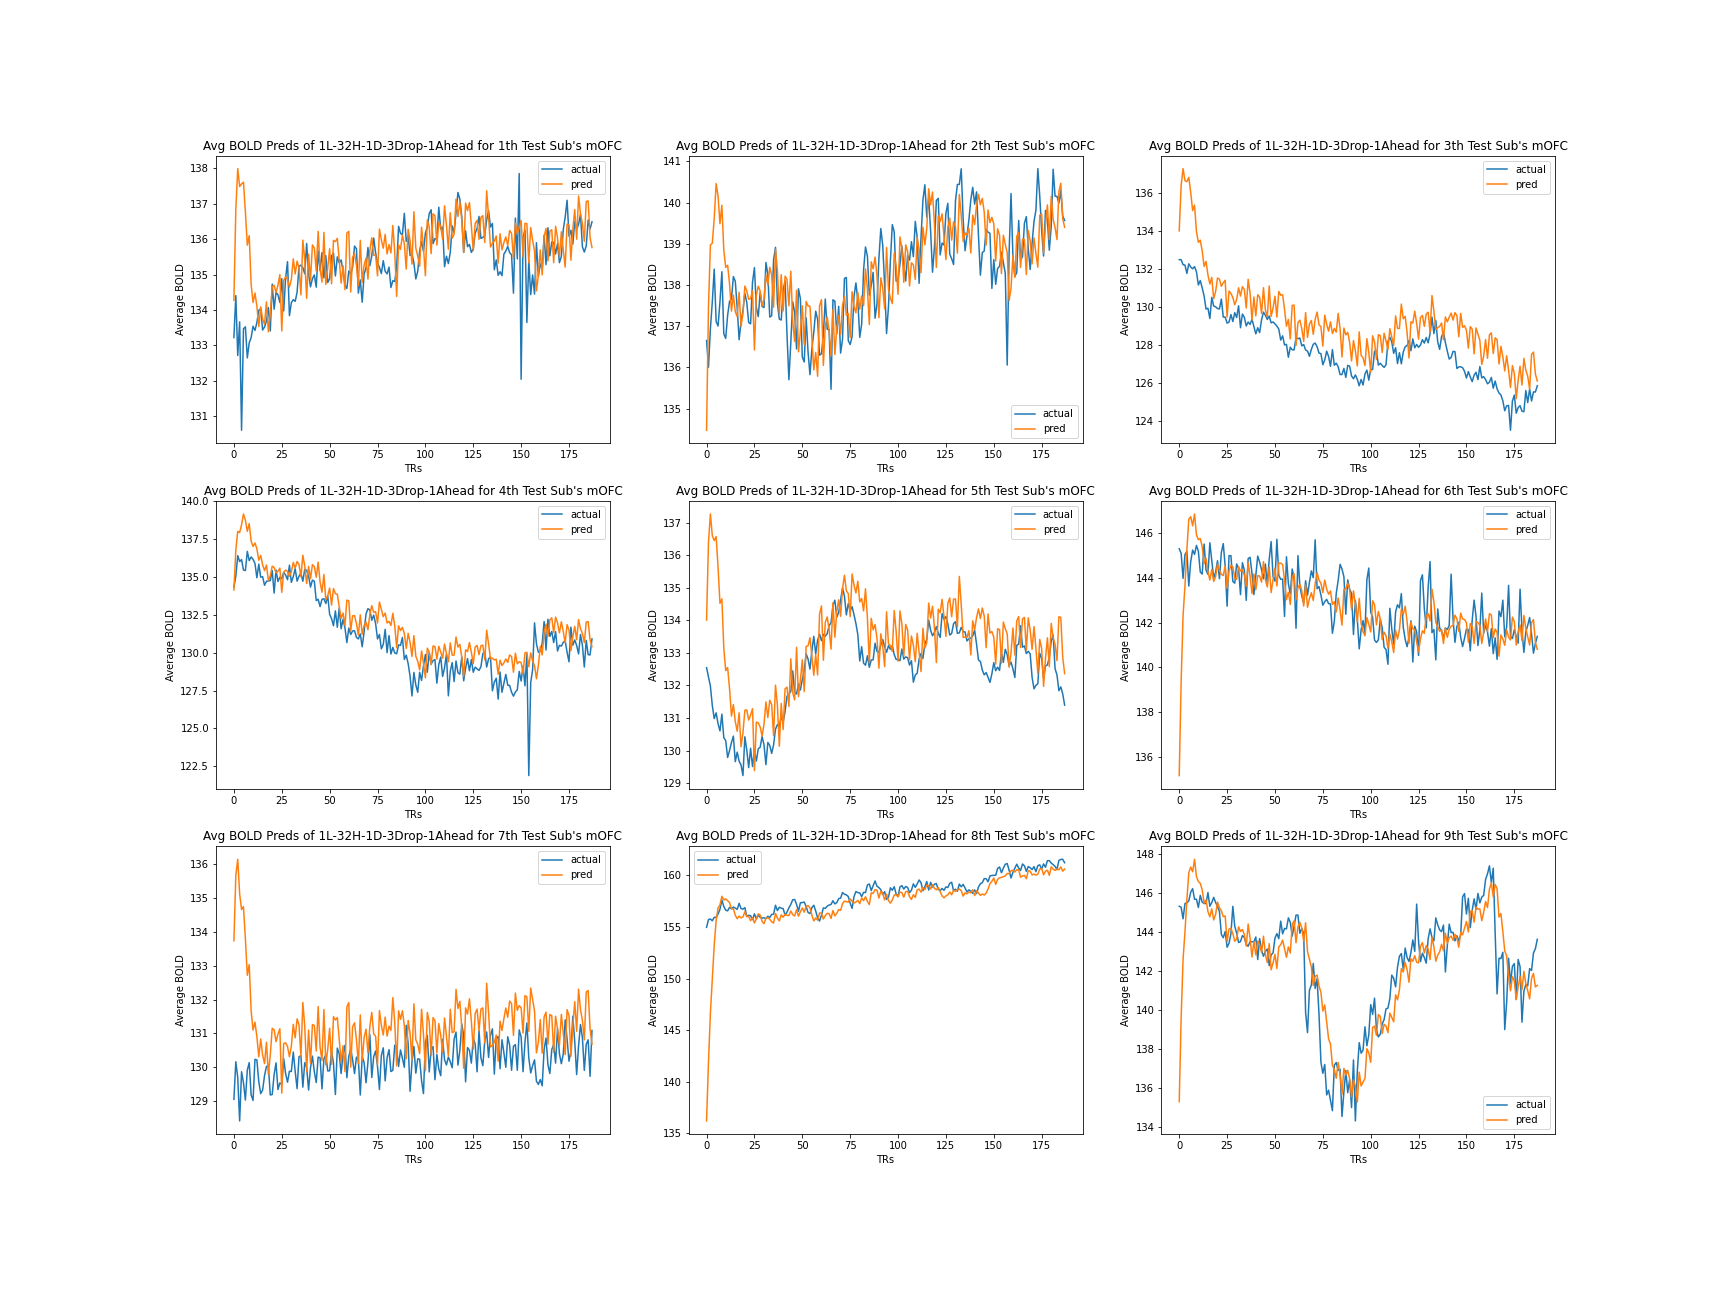 Avg BOLD Preds of 1L-32H-1D-3Drop-1Ahead for 1th Test Sub's mOFC
138
137
136
135
134
133
132
131
Average BOLD
actual
pred
0 25 50 75 100 125 150 175
TRs
Avg BOLD Preds of 1L-32H-1D-3Drop-1Ahead for 2th Test Sub's mOFC
141
140
139
138
137
136
135
Average BOLD
actual
pred
0 25 50 75 100 125 150 175
TRs
Avg BOLD Preds of 1L-32H-1D-3Drop-1Ahead for 3th Test Sub's mOFC
136
134
132
130
128
126
124
Average BOLD
actual
pred
0 25 50 75 100 125 150 175
TRs
Avg BOLD Preds of 1L-32H-1D-3Drop-1Ahead for 4th Test Sub's mOFC
140.0
137.5
135.0
132.5
130.0
127.5
125.0
122.5
Average BOLD
actual
pred
0 25 50 75 100 125 150 175
TRs
Avg BOLD Preds of 1L-32H-1D-3Drop-1Ahead for 5th Test Sub's mOFC
137
136
135
134
133
132
131
130
129
Average BOLD
actual
pred
0 25 50 75 100 125 150 175
TRs
Avg BOLD Preds of 1L-32H-1D-3Drop-1Ahead for 6th Test Sub's mOFC
146
144
142
140
138
136
Average BOLD
actual
pred
0 25 50 75 100 125 150 175
TRs
Avg BOLD Preds of 1L-32H-1D-3Drop-1Ahead for 7th Test Sub's mOFC
136
135
134
133
132
131
130
129
Average BOLD
actual
pred
0 25 50 75 100 125 150 175
TRs
Avg BOLD Preds of 1L-32H-1D-3Drop-1Ahead for 8th Test Sub's mOFC
160
155
150
145
140
135
Average BOLD
actual
pred
0 25 50 75 100 125 150 175
TRs
Avg BOLD Preds of 1L-32H-1D-3Drop-1Ahead for 9th Test Sub's mOFC
148
146
144
142
140
138
136
134
Average BOLD
actual
pred
0 25 50 75 100 125 150 175
TRs